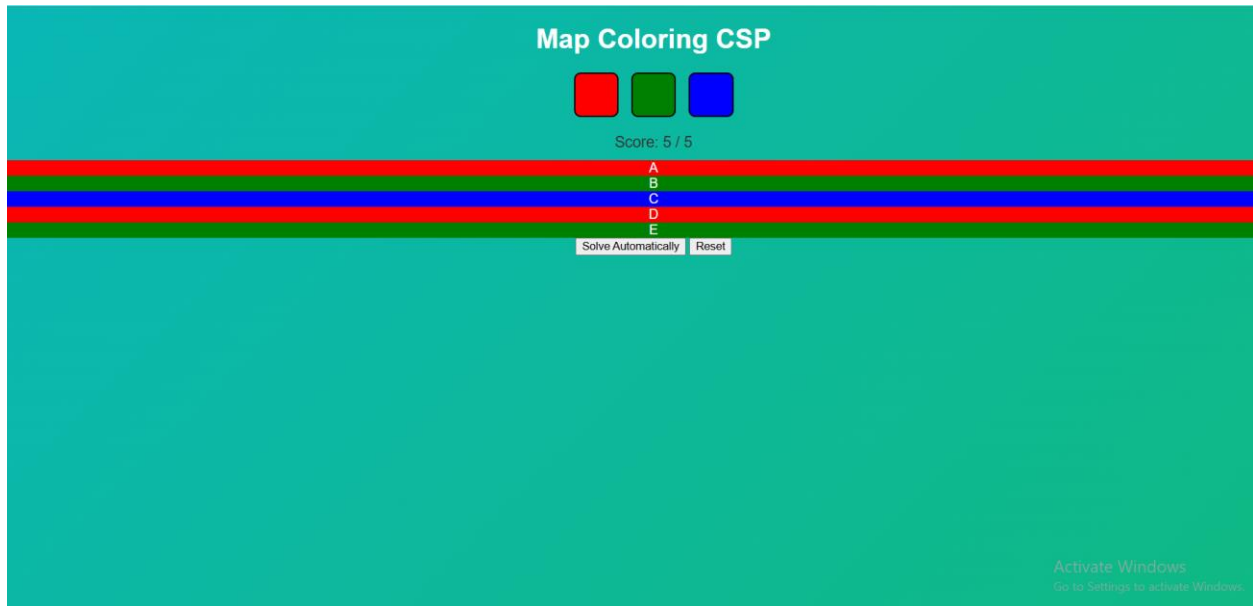 Map Coloring CSP
Score: 5 / 5
A
B
C
D
E
Solve Automatically Reset
Activate Windows
Go to Settings to activate Windows.